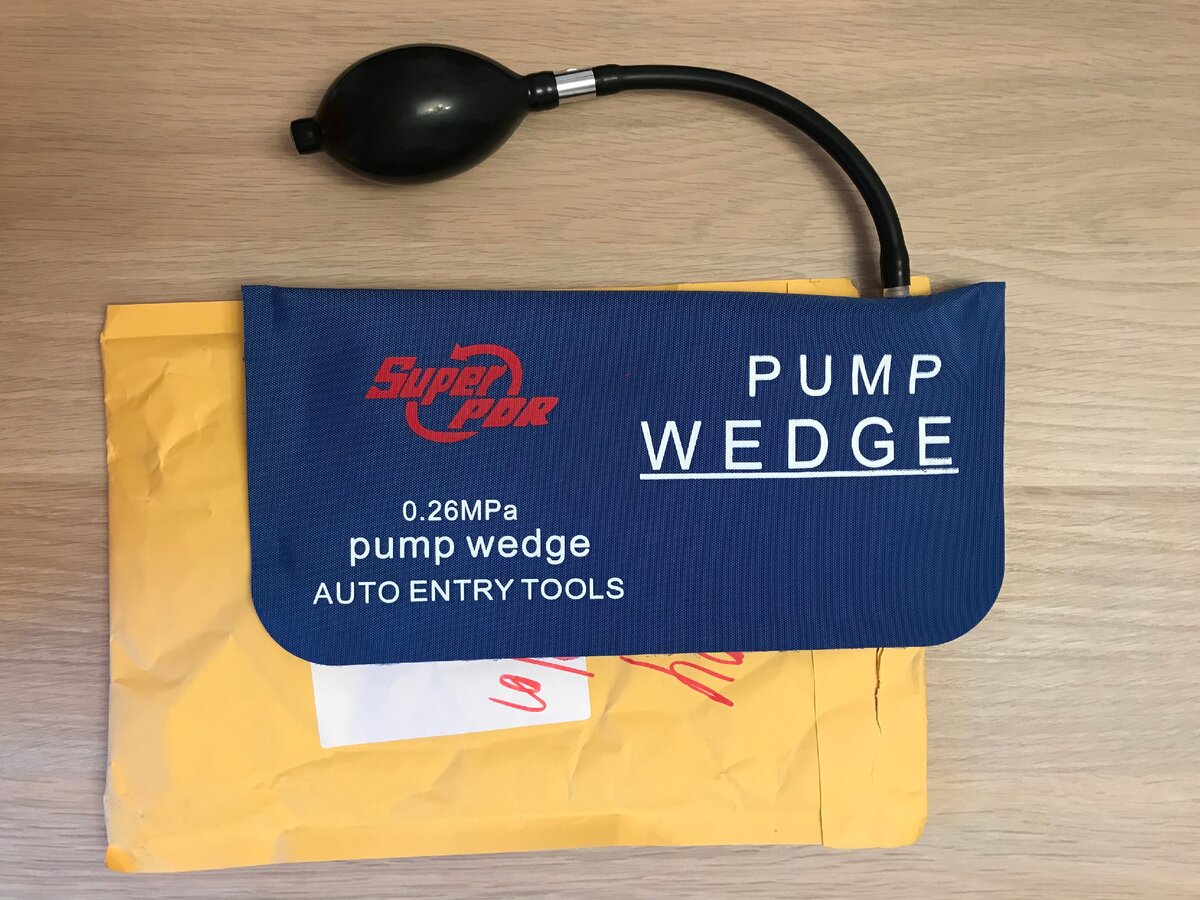 Super
PDR
PUMP
WEDGE
0.26MPa
pump wedge
AUTO ENTRY TOOLS